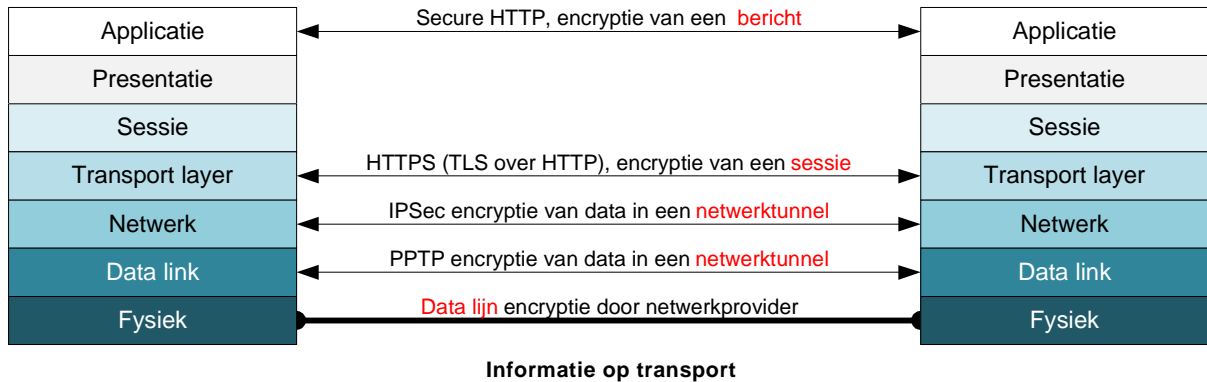 Secure HTTP, encryptie van een bericht
Applicatie
Applicatie
Presentatie
Presentatie
Sessie
Sessie
HTTPS (TLS over HTTP), encryptie van een sessie
Transport layer
Transport layer
IPSec encryptie van data in een netwerktunnel
Netwerk
Netwerk
PPTP encryptie van data in een netwerktunnel
Data link
Data link
Data lijn encryptie door netwerkprovider
Fysiek
Fysiek
Informatie op transport